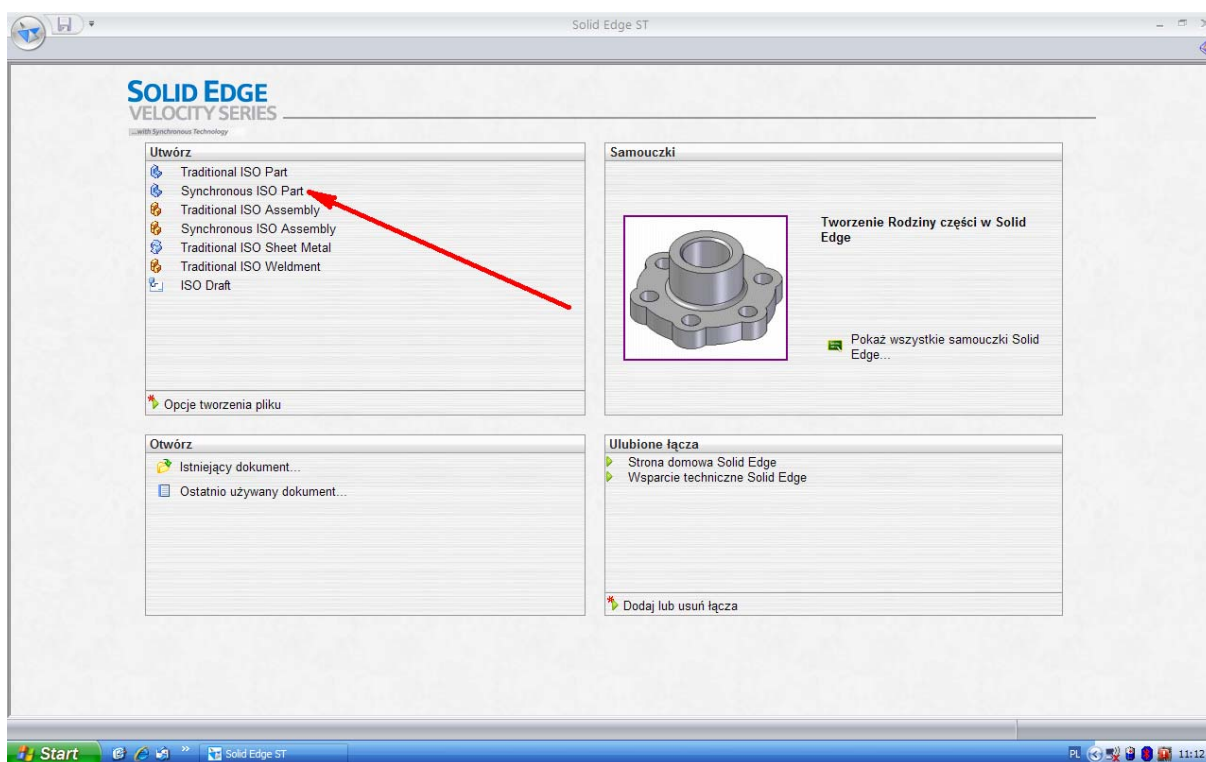 Solid Edge ST
SOLID EDGE
VELOCITY SERIES
...with Synchronous Technology
Utwórz
Traditional ISO Part
Synchronous ISO Part
Traditional ISO Assembly
Synchronous ISO Assembly
Traditional ISO Sheet Metal
Traditional ISO Weldment
ISO Draft
Opcje tworzenia pliku
Samouczki
Tworzenie Rodziny części w Solid
Edge
Pokaż wszystkie samouczki Solid
Edge...
Otwórz
Istniejący dokument...
Ostatnio używany dokument...
Ulubione łącza
Strona domowa Solid Edge
Wsparcie techniczne Solid Edge
Dodaj lub usuń łącza
Start
Solid Edge ST
PL
11:12